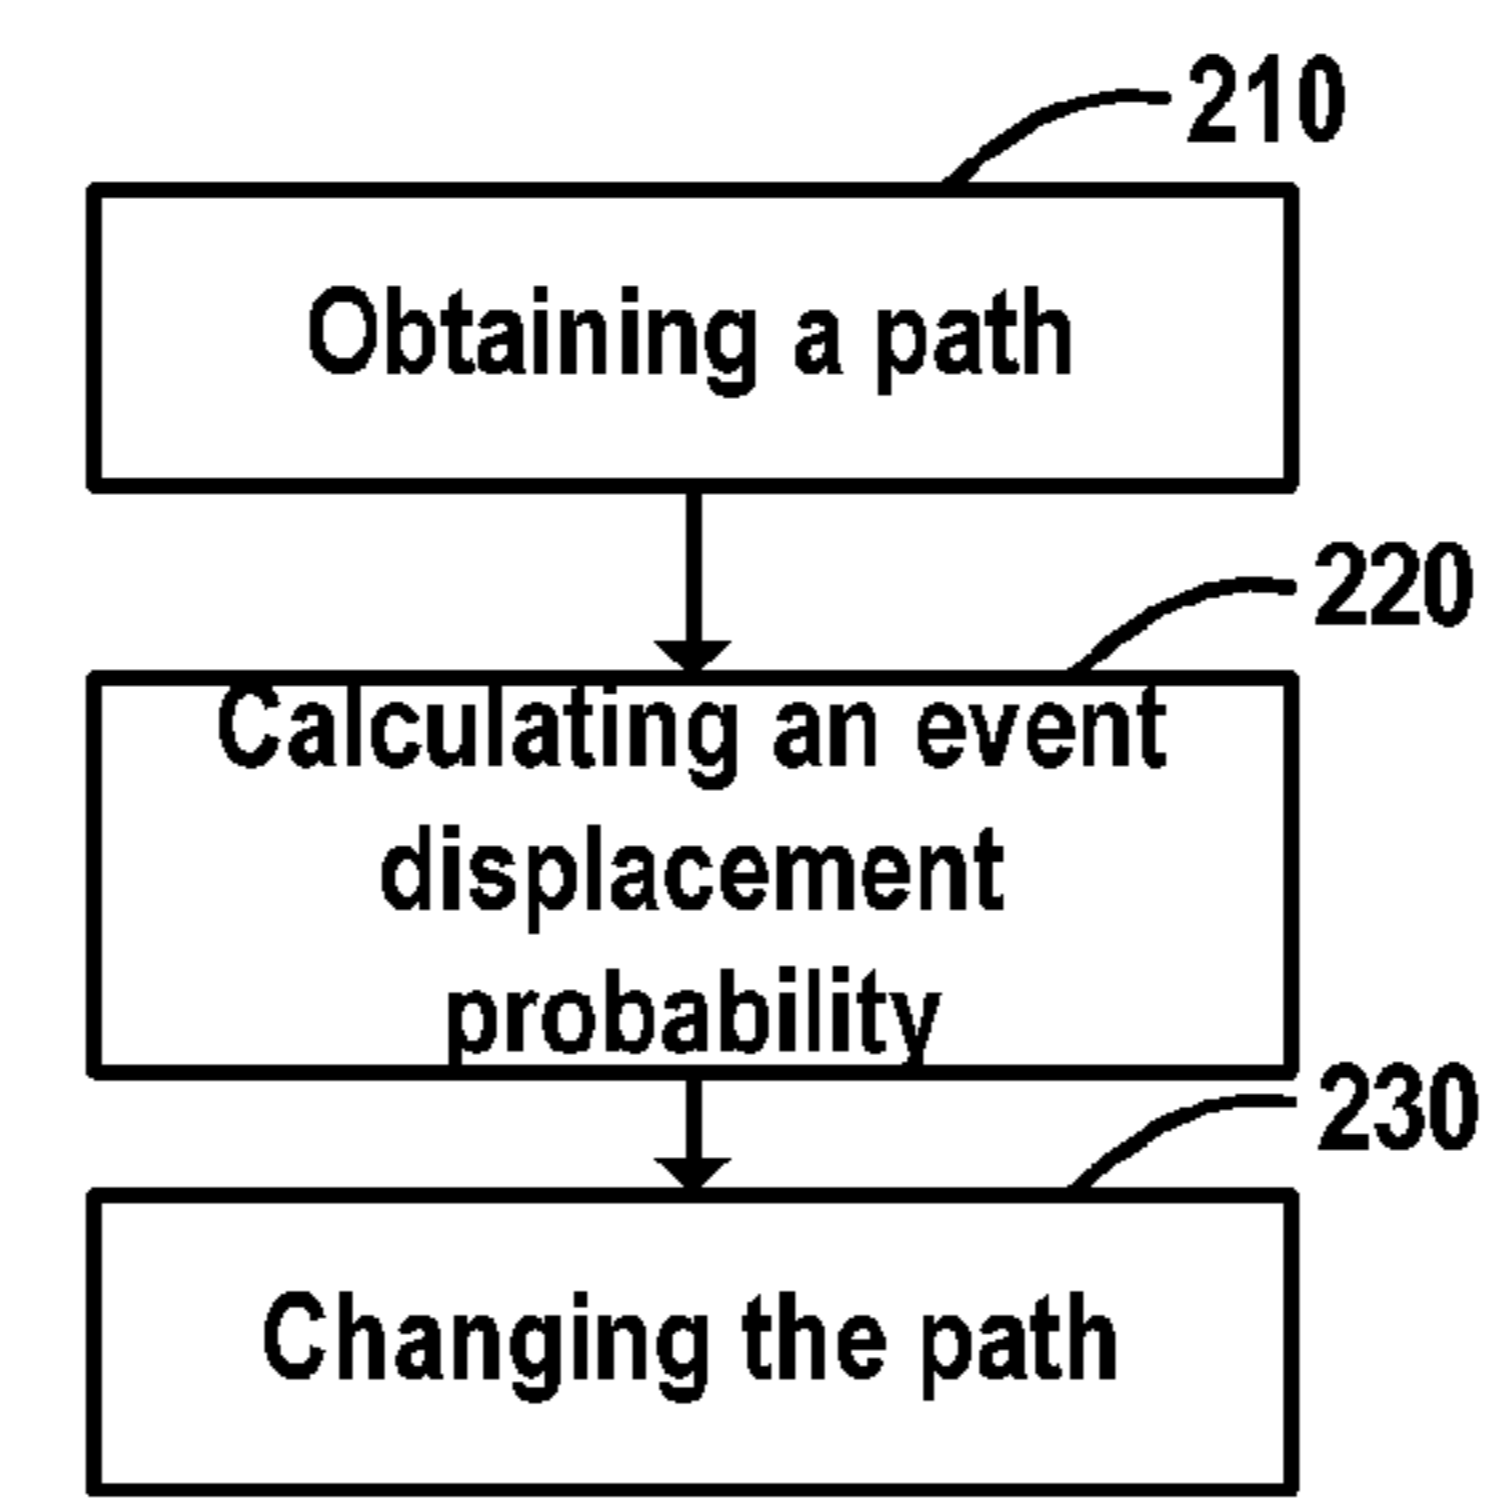 210
Obtaining a path
220
Calculating an event
displacement
probability
230
Changing the path